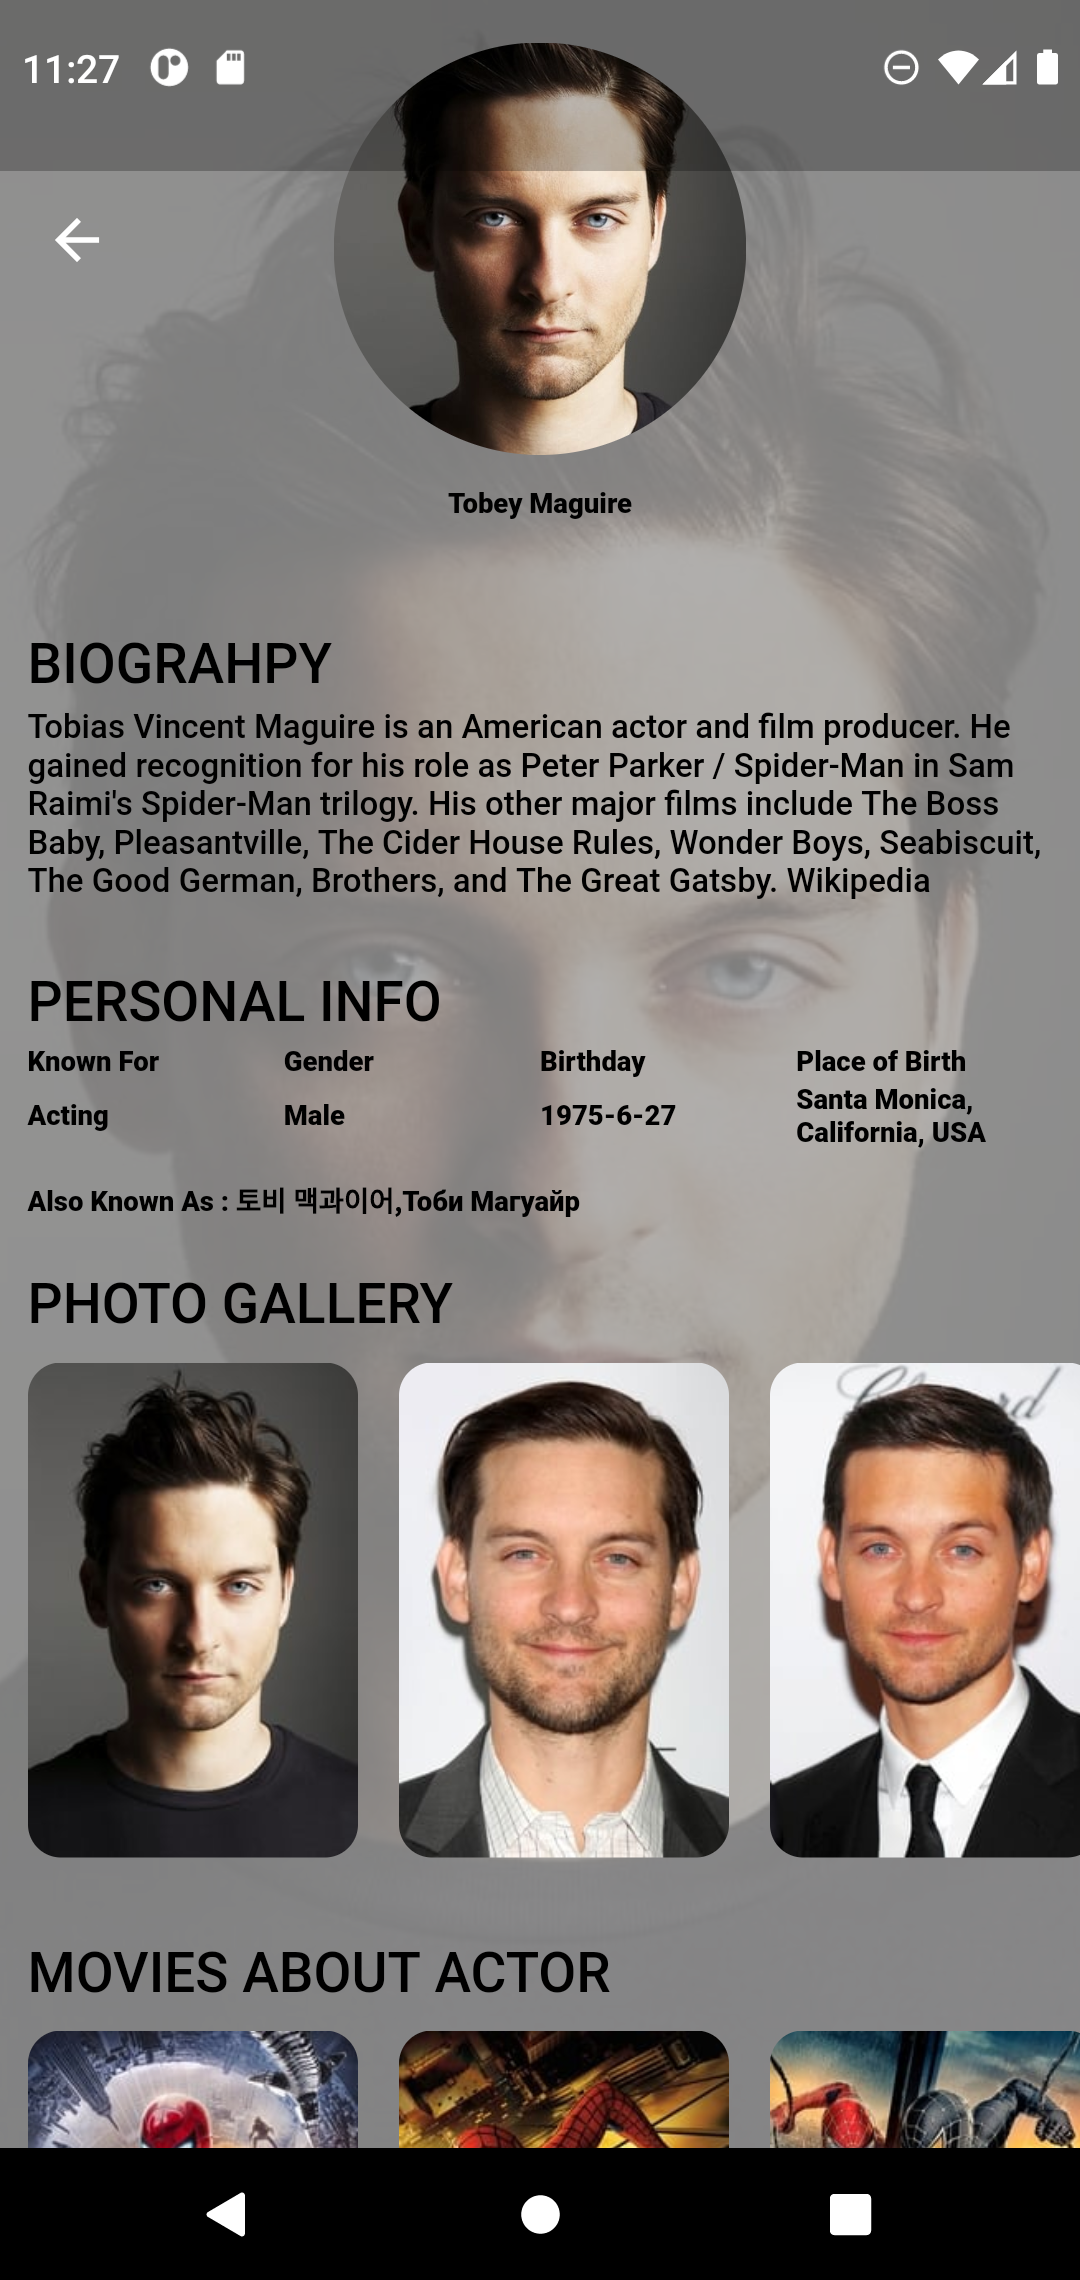 11:27
Tobey Maguire
BIOGRAHPY
Tobias Vincent Maguire is an American actor and film producer. He
gained recognition for his role as Peter Parker / Spider-Man in Sam
Raimi's Spider-Man trilogy. His other major films include The Boss
Baby, Pleasantville, The Cider House Rules, Wonder Boys, Seabiscuit,
The Good German, Brothers, and The Great Gatsby. Wikipedia
PERSONAL INFO
Known For Gender Birthday Place of Birth
Acting Male 1975-6-27 Santa Monica,
California, USA
Also Known As : 토비 맥과이어,Тоби Магуайр
PHOTO GALLERY
MOVIES ABOUT ACTOR